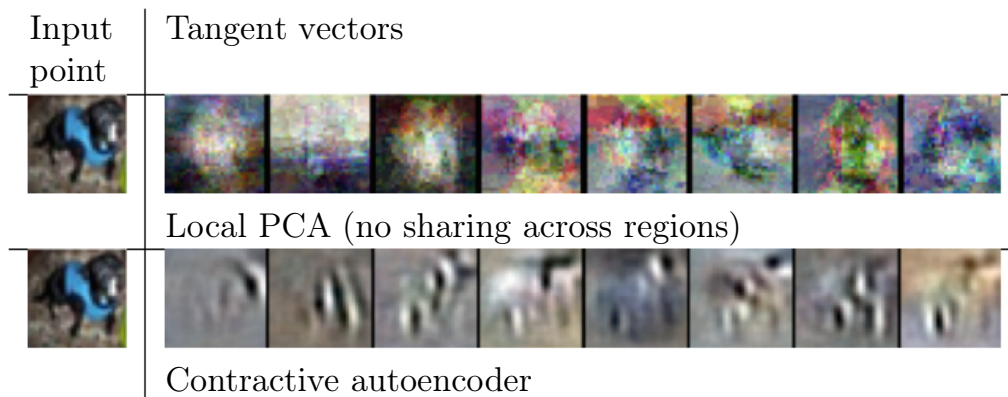 Input
point
Tangent vectors
Local PCA (no sharing across regions)
Contractive autoencoder